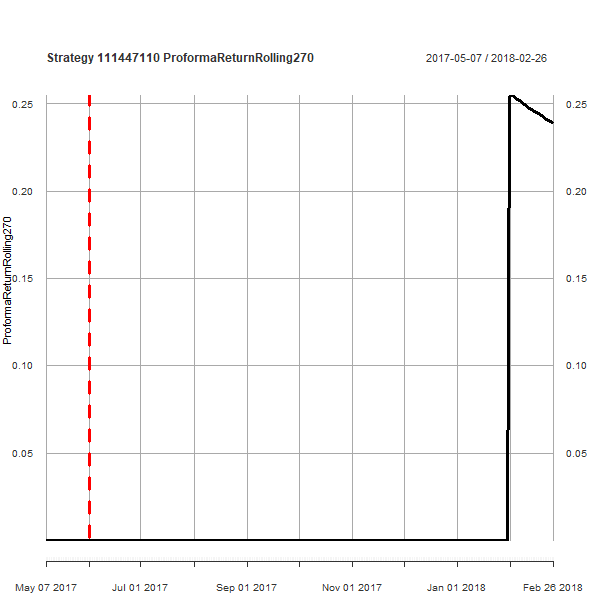 Strategy 111447110 ProformaReturnRolling270
2017-05-07 / 2018-02-26
ProformaReturnRolling270
0.25
0.25
0.20
0.20
0.15
0.15
0.10
0.10
0.05
0.05
May 07 2017
Jul 01 2017
Sep 01 2017
Nov 01 2017
Jan 01 2018
Feb 26 2018